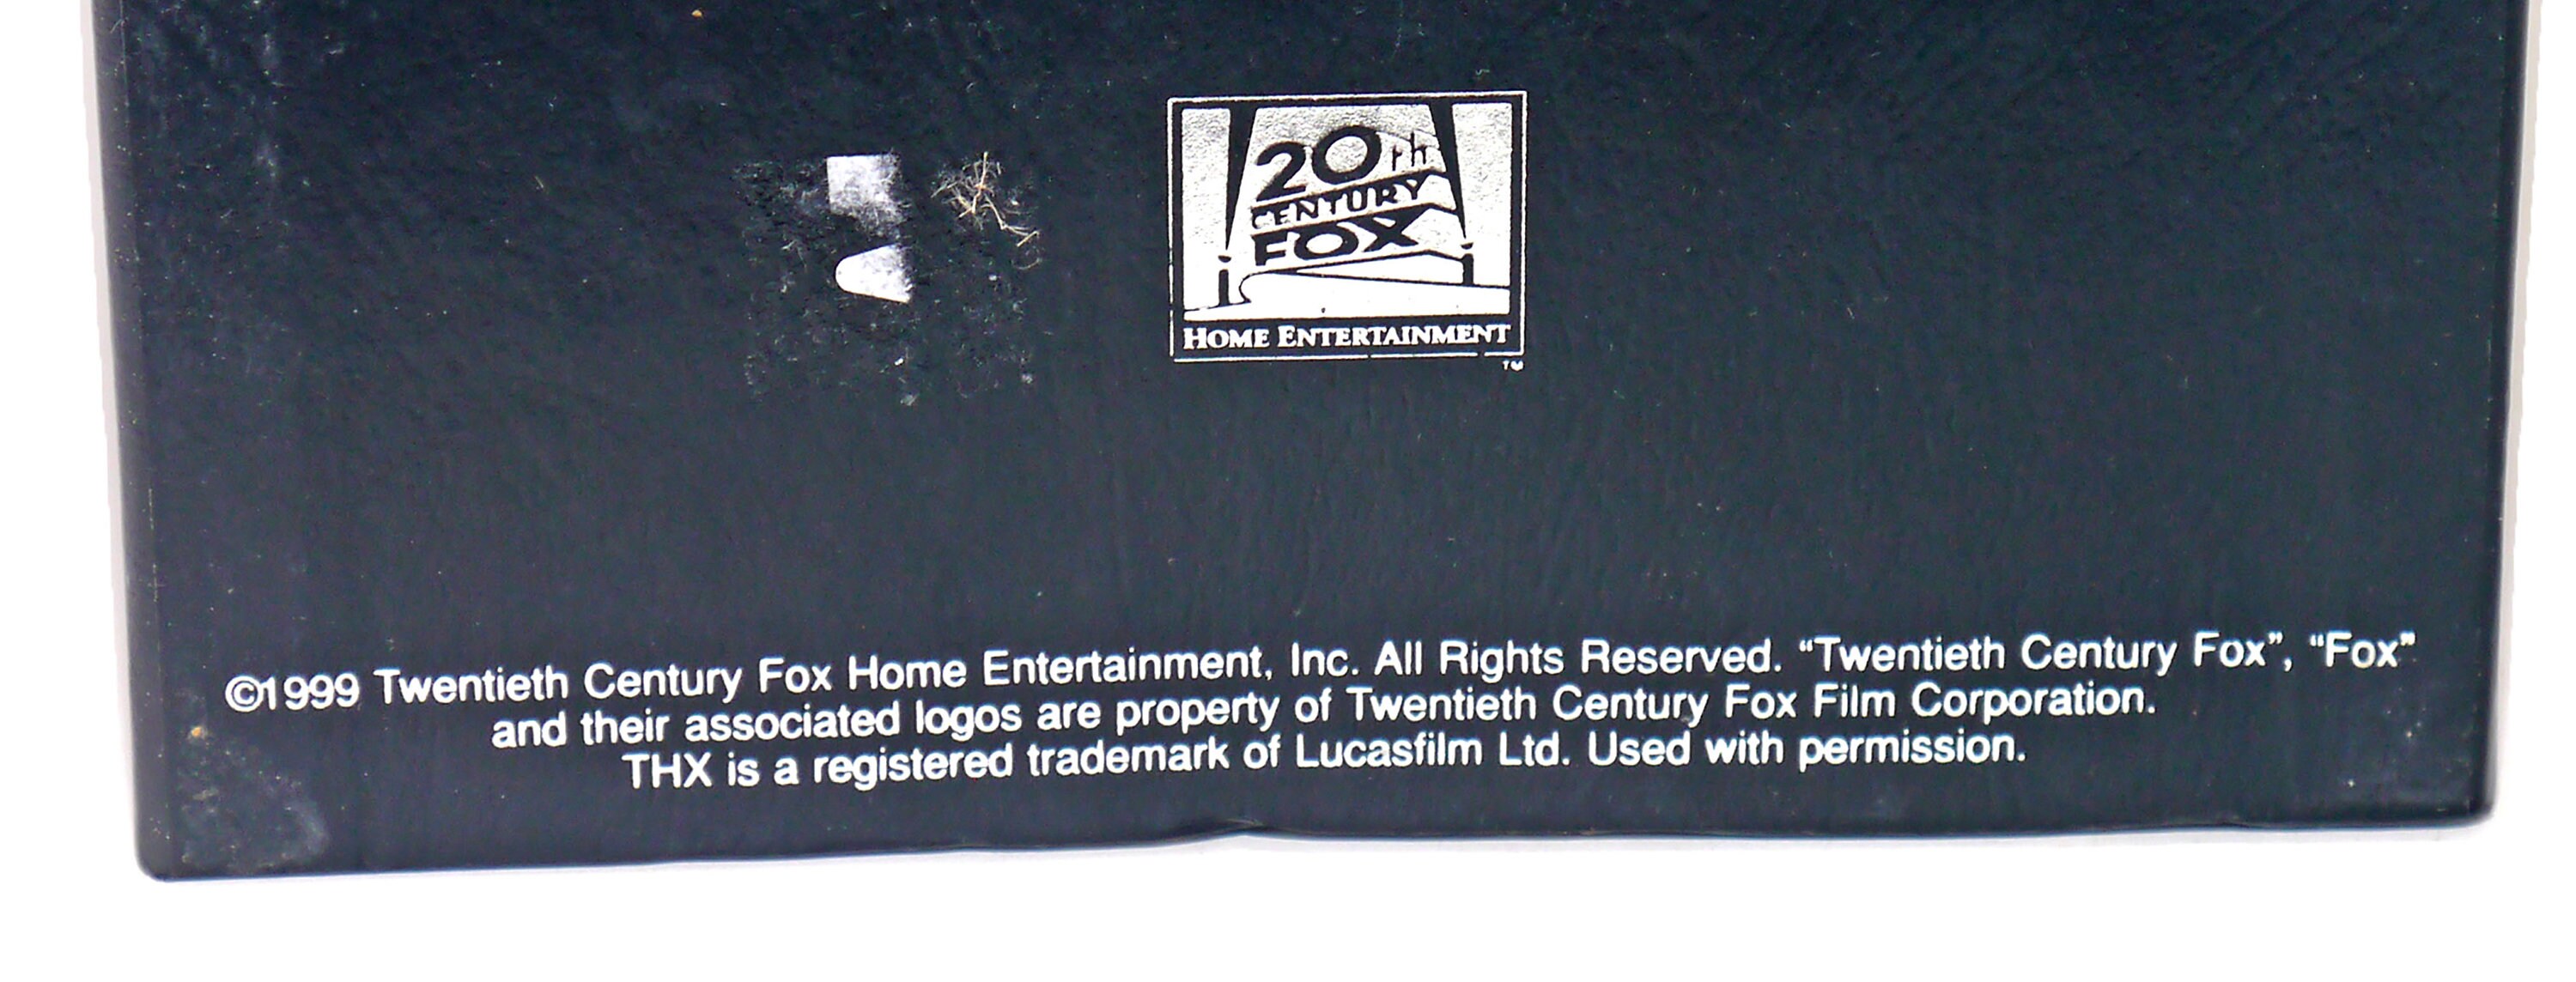 20th
CENTURY
FOX
HOME ENTERTAINMENT
TM
©1999 Twentieth Century Fox Home Entertainment, Inc. All Rights Reserved. “Twentieth Century Fox”, “Fox”
and their associated logos are property of Twentieth Century Fox Film Corporation.
THX is a registered trademark of Lucasfilm Ltd. Used with permission.